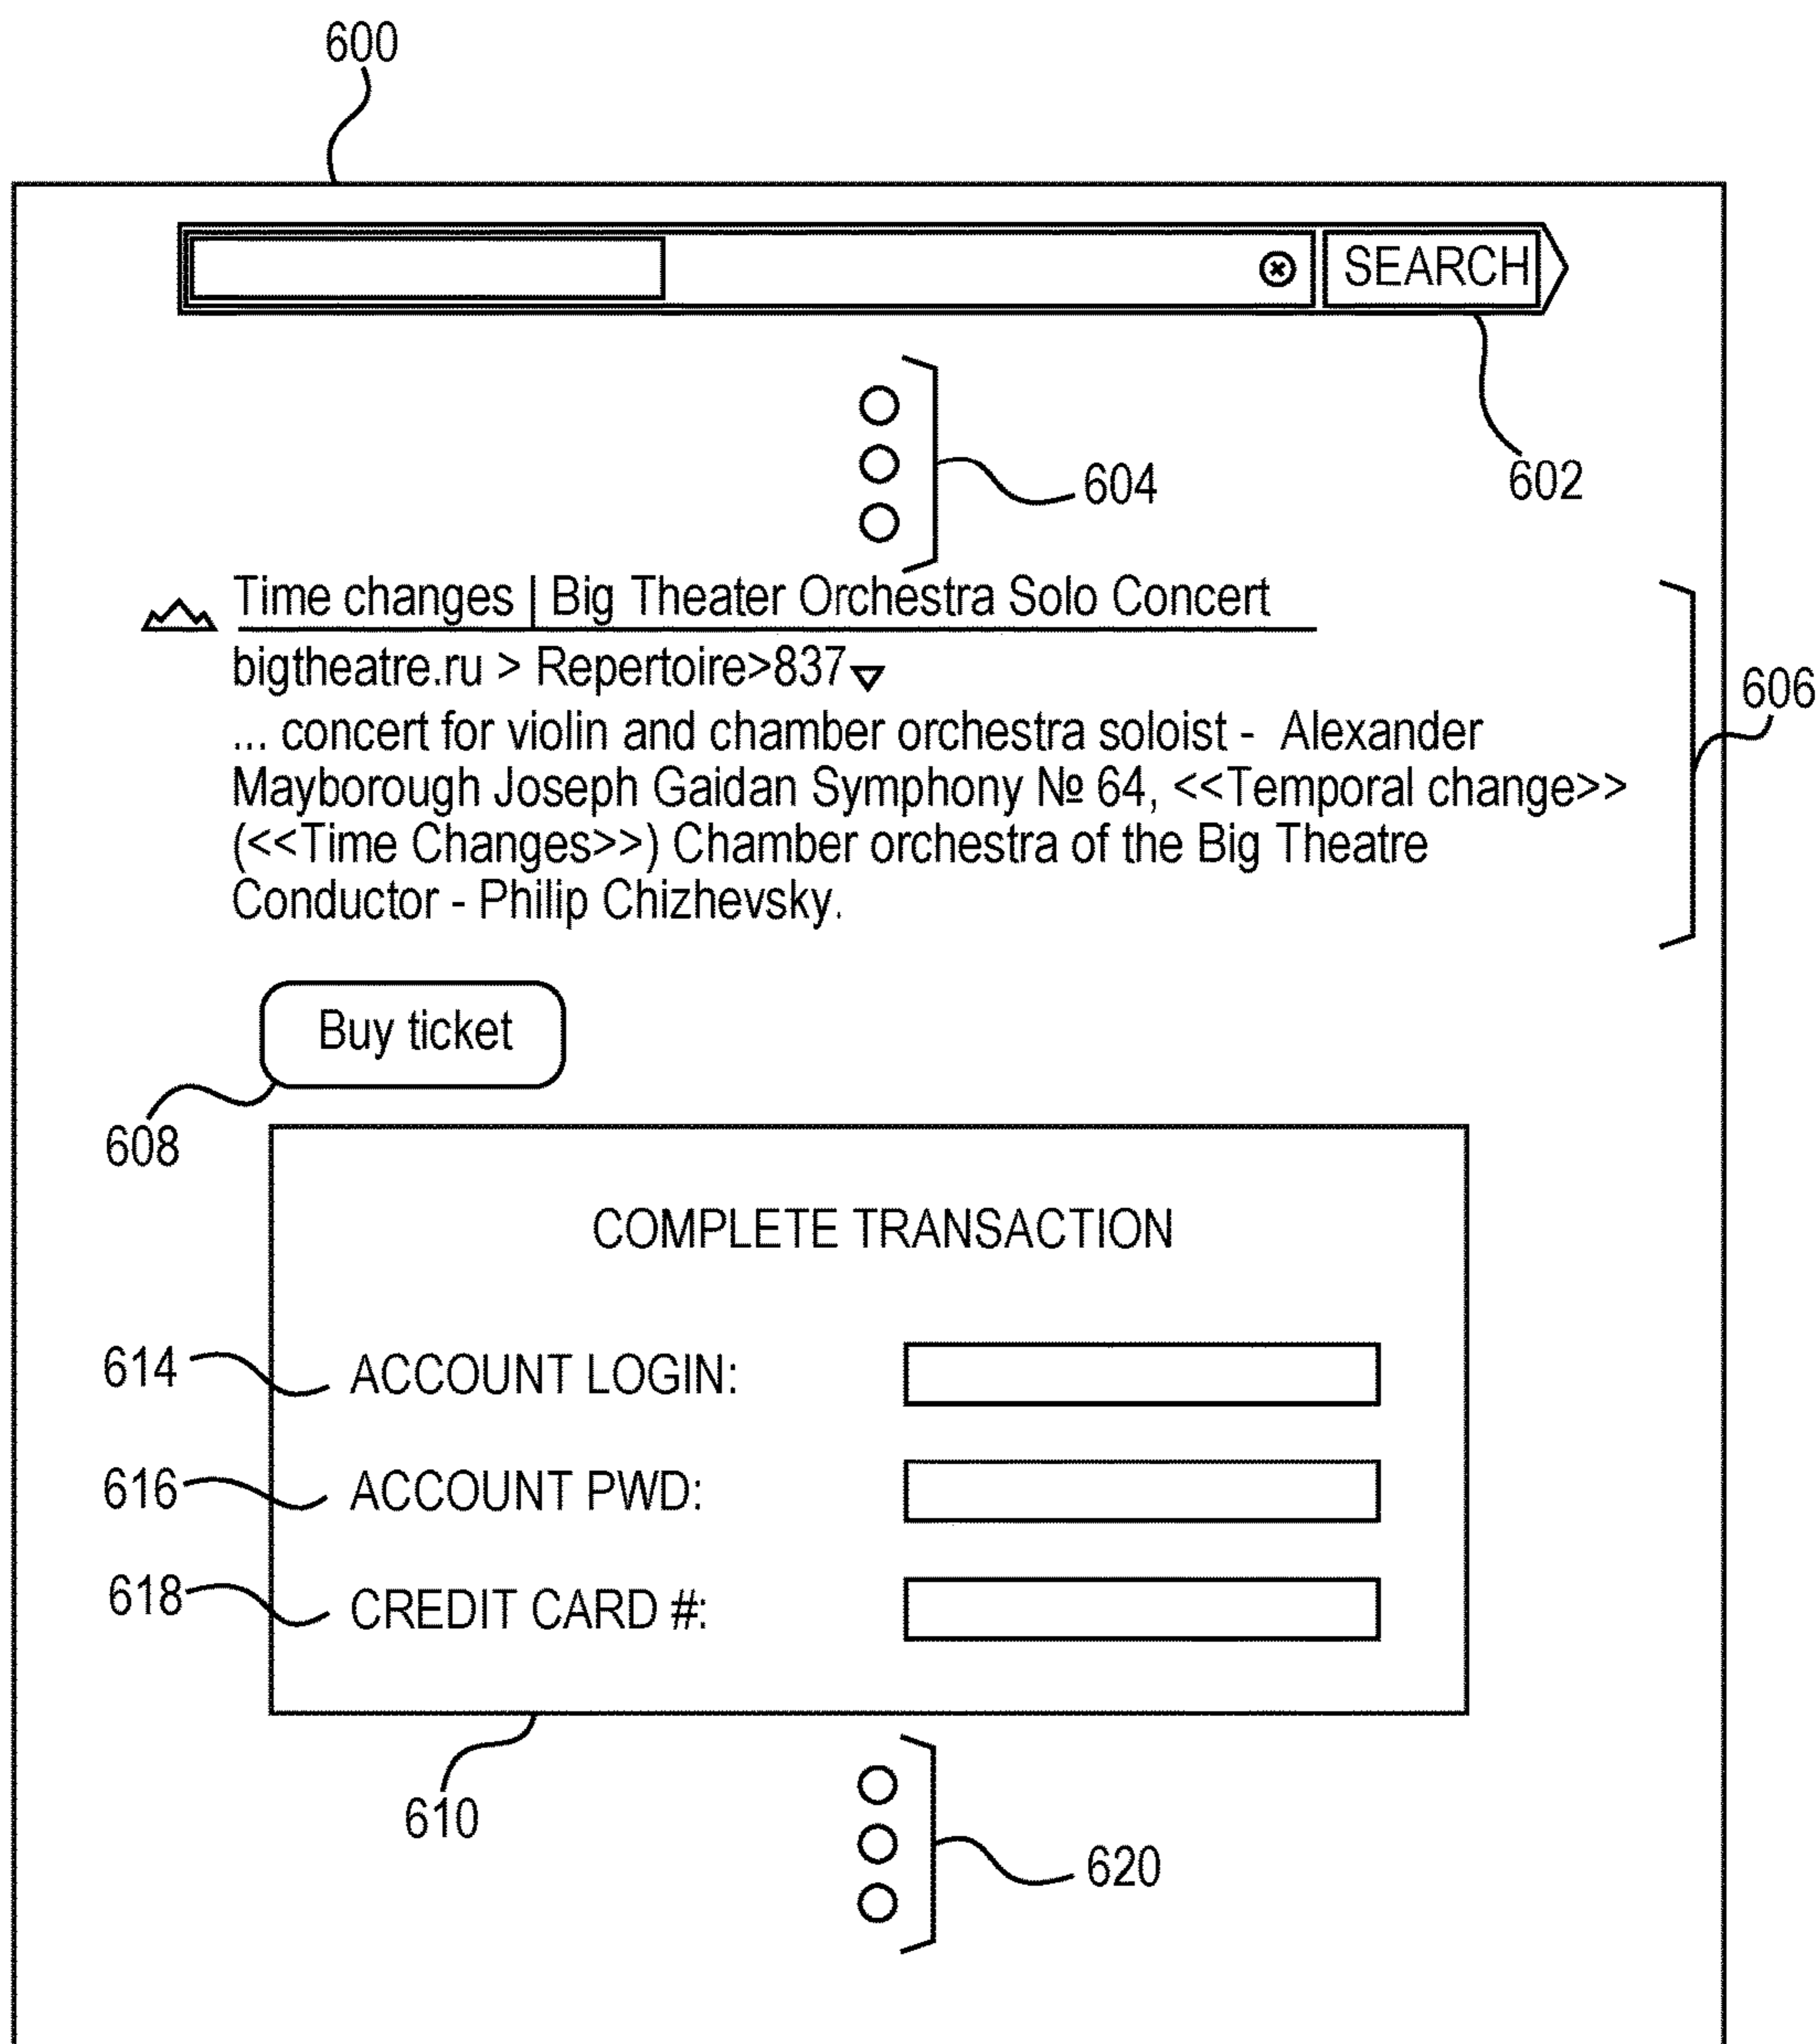 600
SEARCH
602
604
Time changes | Big Theater Orchestra Solo Concert
bigtheatre.ru > Repertoire>837
606
... concert for violin and chamber orchestra soloist - Alexander
Mayborough Joseph Gaidan Symphony № 64, <<Temporal change>>
(<<Time Changes>>) Chamber orchestra of the Big Theatre
Conductor - Philip Chizhevsky.
Buy ticket
608
COMPLETE TRANSACTION
614 ACCOUNT LOGIN:
616 ACCOUNT PWD:
618 CREDIT CARD #:
610
620